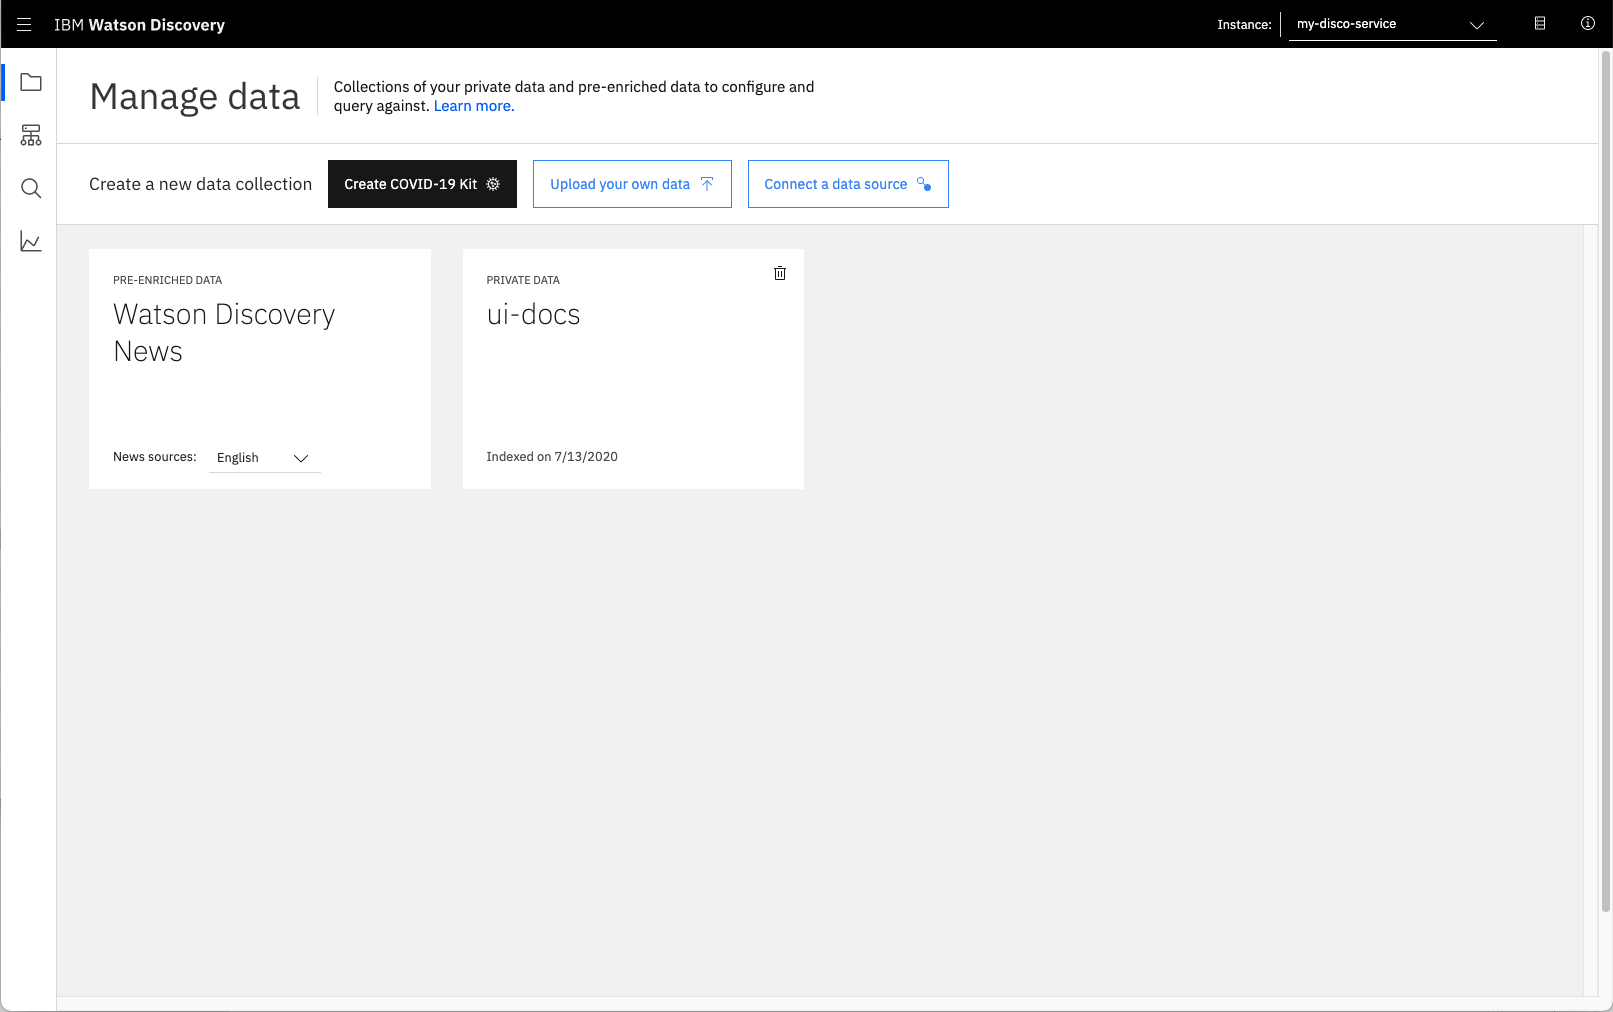 IBM Watson Discovery
Instance: my-disco-service
Manage data
Collections of your private data and pre-enriched data to configure and
query against. Learn more.
Create a new data collection
Create COVID-19 Kit
Upload your own data
Connect a data source
PRE-ENRICHED DATA
Watson Discovery
News
News sources: English
PRIVATE DATA
ui-docs
Indexed on 7/13/2020